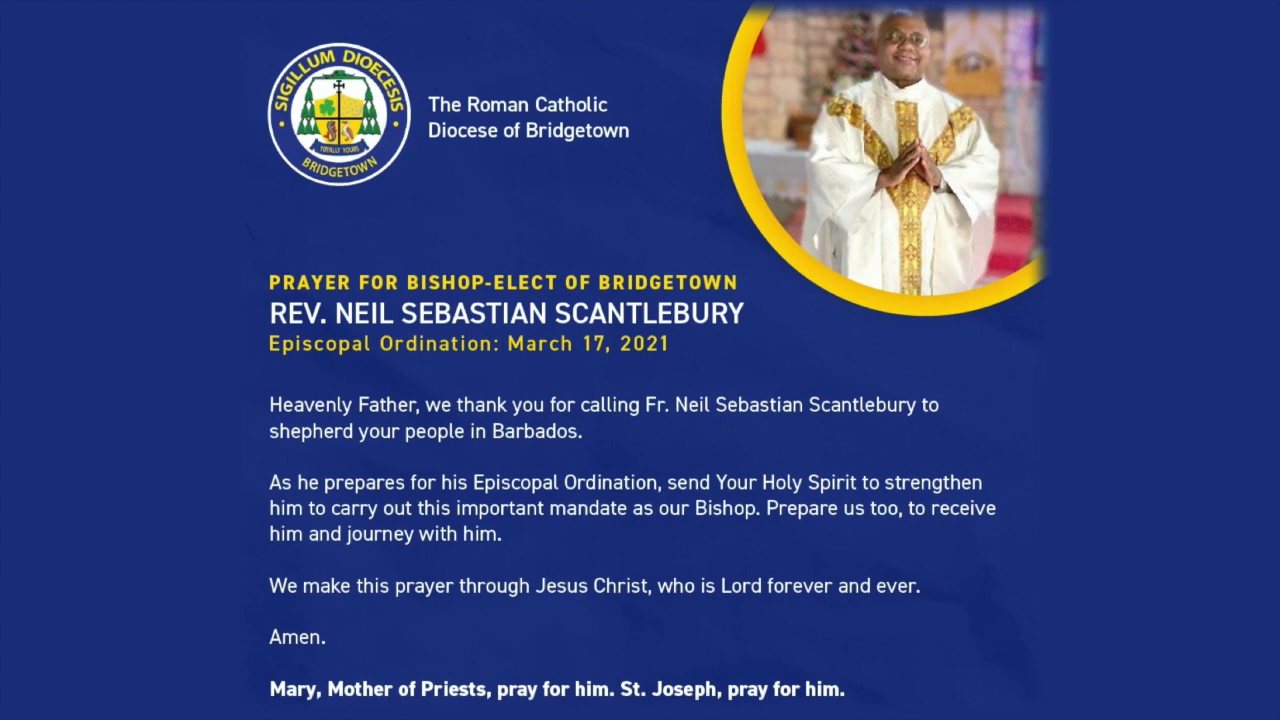 SIGILLUM DIOECESIS
TOTALLY YOURS
BRIDGETOWN
The Roman Catholic
Diocese of Bridgetown
PRAYER FOR BISHOP-ELECT OF BRIDGETOWN
REV. NEIL SEBASTIAN SCANTLEBURY
Episcopal Ordination: March 17, 2021
Heavenly Father, we thank you for calling Fr. Neil Sebastian Scantlebury to
shepherd your people in Barbados.
As he prepares for his Episcopal Ordination, send Your Holy Spirit to strengthen
him to carry out this important mandate as our Bishop. Prepare us too, to receive
him and journey with him.
We make this prayer through Jesus Christ, who is Lord forever and ever.
Amen.
Mary, Mother of Priests, pray for him. St. Joseph, pray for him.